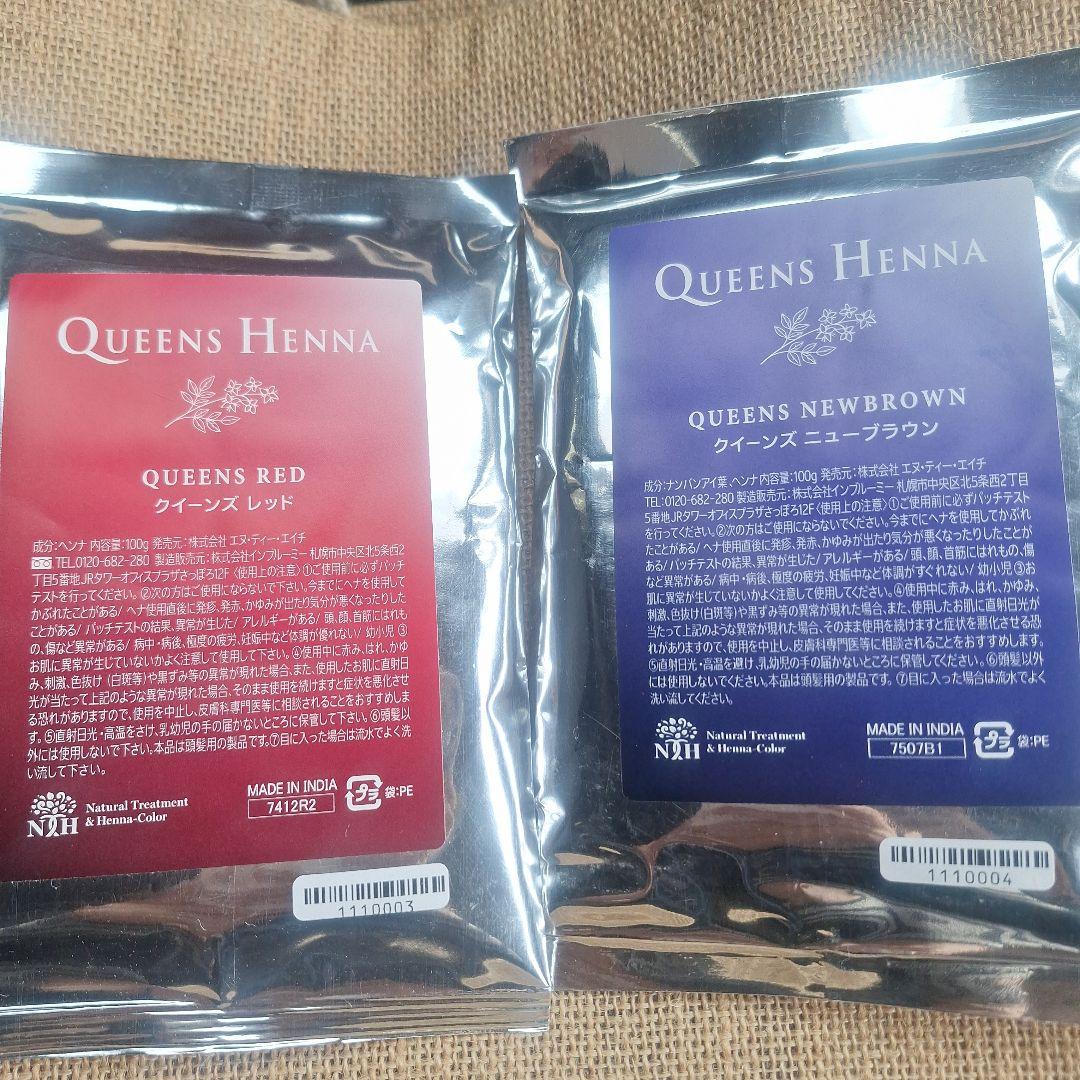 QUEENS HENNA
QUEENS RED
クイーンズ レッド
成分:ヘンナ 内容量:100g 発売元:株式会社 エヌ・ティー・エイチ
TEL.0120-682-280 製造販売元:株式会社インプルーミー 札幌市中央区北5条西2
丁目5番地 JRタワーオフィスプラザさっぽろ12F〈使用上の注意〉①ご使用前に必ずパッチ
テストを行ってください。②次の方はご使用にならないで下さい。今までにヘナを使用して
かぶれたことがある/ ヘナ使用直後に発疹、発赤、かゆみが出たり気分が悪くなったりした
ことがある/ パッチテストの結果、異常が生じた/ アレルギーがある/ 頭、顔、首筋にはれも
の、傷など異常がある/ 病中・病後、極度の疲労、妊娠中など体調が優れない/ 幼小児 ③
お肌に異常が生じていないかよく注意して使用して下さい。④使用中に赤み、はれ、かゆ
み、刺激、色抜け(白斑等)や黒ずみ等の異常が現れた場合、また、使用したお肌に直射日
光が当たって上記のような異常が現れた場合、そのまま使用を続けますと症状を悪化させ
る恐れがありますので、使用を中止し、皮膚科専門医等に相談されることをおすすめしま
す。⑤直射日光・高温をさけ、乳幼児の手の届かないところに保管して下さい。⑥頭髪以
外には使用しないで下さい。本品は頭髪用の製品です。⑦目に入った場合は流水でよく洗
い流して下さい。
NTH Natural Treatment
& Henna-Color
MADE IN INDIA
7412R2
プラ 袋:PE
1110003
QUEENS HENNA
QUEENS NEWBROWN
クイーンズ ニューブラウン
成分:ナンバンアイ葉、ヘンナ 内容量:100g 発売元:株式会社 エヌ・ティー・エイチ
TEL:0120-682-280 製造販売元:株式会社インプルーミー 札幌市中央区北5条西2丁目
5番地 JRタワーオフィスプラザさっぽろ12F〈使用上の注意〉①ご使用前に必ずパッチテスト
を行ってください。②次の方はご使用にならないでください。今までにヘナを使用してかぶれ
たことがある/ ヘナ使用直後に発疹、発赤、かゆみが出たり気分が悪くなったりしたことが
ある/ パッチテストの結果、異常が生じた/ アレルギーがある/ 頭、顔、首筋にはれもの、傷
など異常がある/ 病中・病後、極度の疲労、妊娠中など体調がすぐれない/ 幼小児 ③お
肌に異常が生じていないかよく注意して使用してください。④使用中に赤み、はれ、かゆみ、
刺激、色抜け(白斑等)や黒ずみ等の異常が現れた場合、また、使用したお肌に直射日光が
当たって上記のような異常が現れた場合、そのまま使用を続けますと症状を悪化させる恐
れがありますので、使用を中止し、皮膚科専門医等に相談されることをおすすめします。
⑤直射日光・高温を避け、乳幼児の手の届かないところに保管してください。⑥頭髪以外
には使用しないでください。本品は頭髪用の製品です。⑦目に入った場合は流水でよく
洗い流してください。
NTH Natural Treatment
& Henna-Color
MADE IN INDIA
7507B1
プラ 袋:PE
1110004